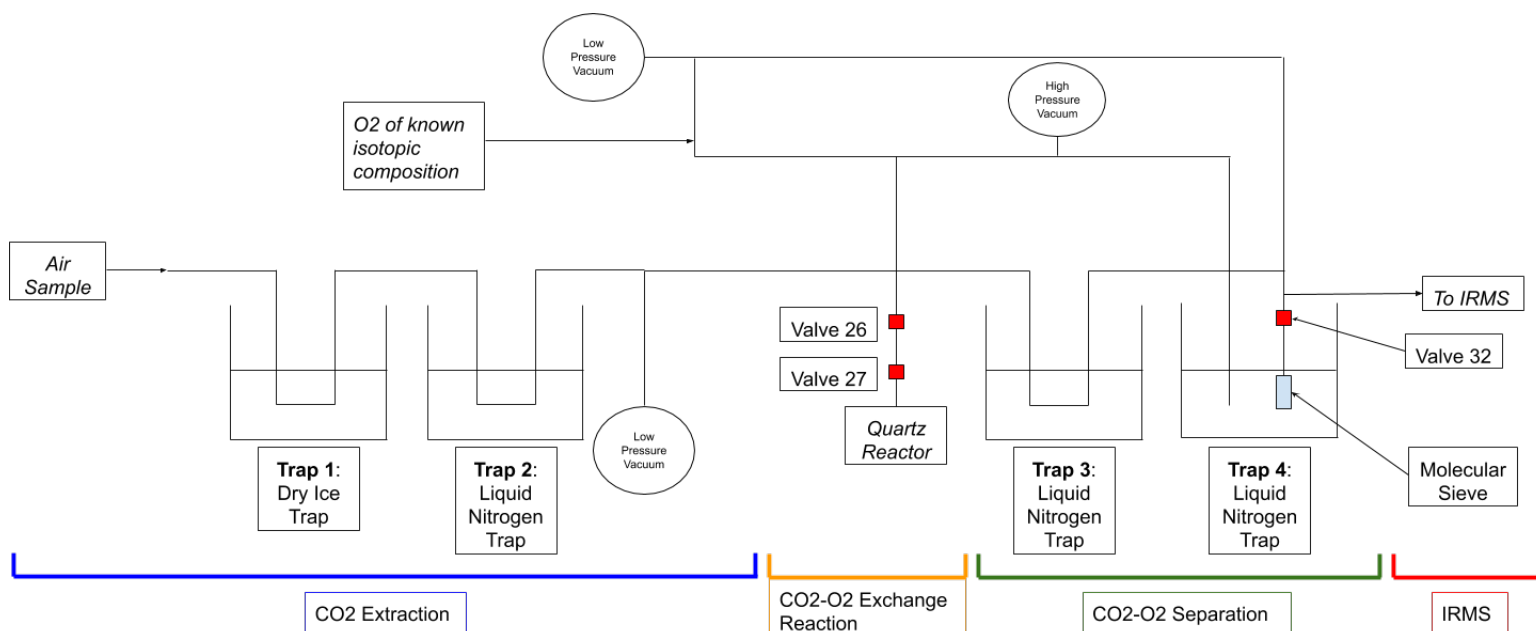 Low
Pressure
Vacuum
High
Pressure
Vacuum
O2 of known
isotopic
composition
Air
Sample
To IRMS
Valve 26
Valve 32
Valve 27
Quartz
Reactor
Low
Pressure
Vacuum
Trap 1:
Dry Ice
Trap
Trap 2:
Liquid
Nitrogen
Trap
Trap 3:
Liquid
Nitrogen
Trap
Trap 4:
Liquid
Nitrogen
Trap
Molecular
Sieve
CO2 Extraction
CO2-O2 Exchange
Reaction
CO2-O2 Separation
IRMS